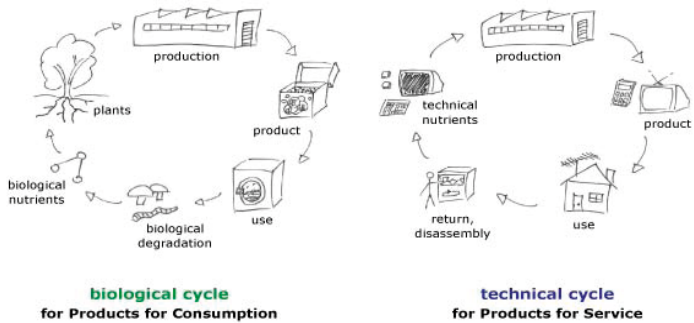 production
product
use
biological
degradation
biological
nutrients
plants
biological cycle
for Products for Consumption
production
product
use
return,
disassembly
technical
nutrients
technical cycle
for Products for Service